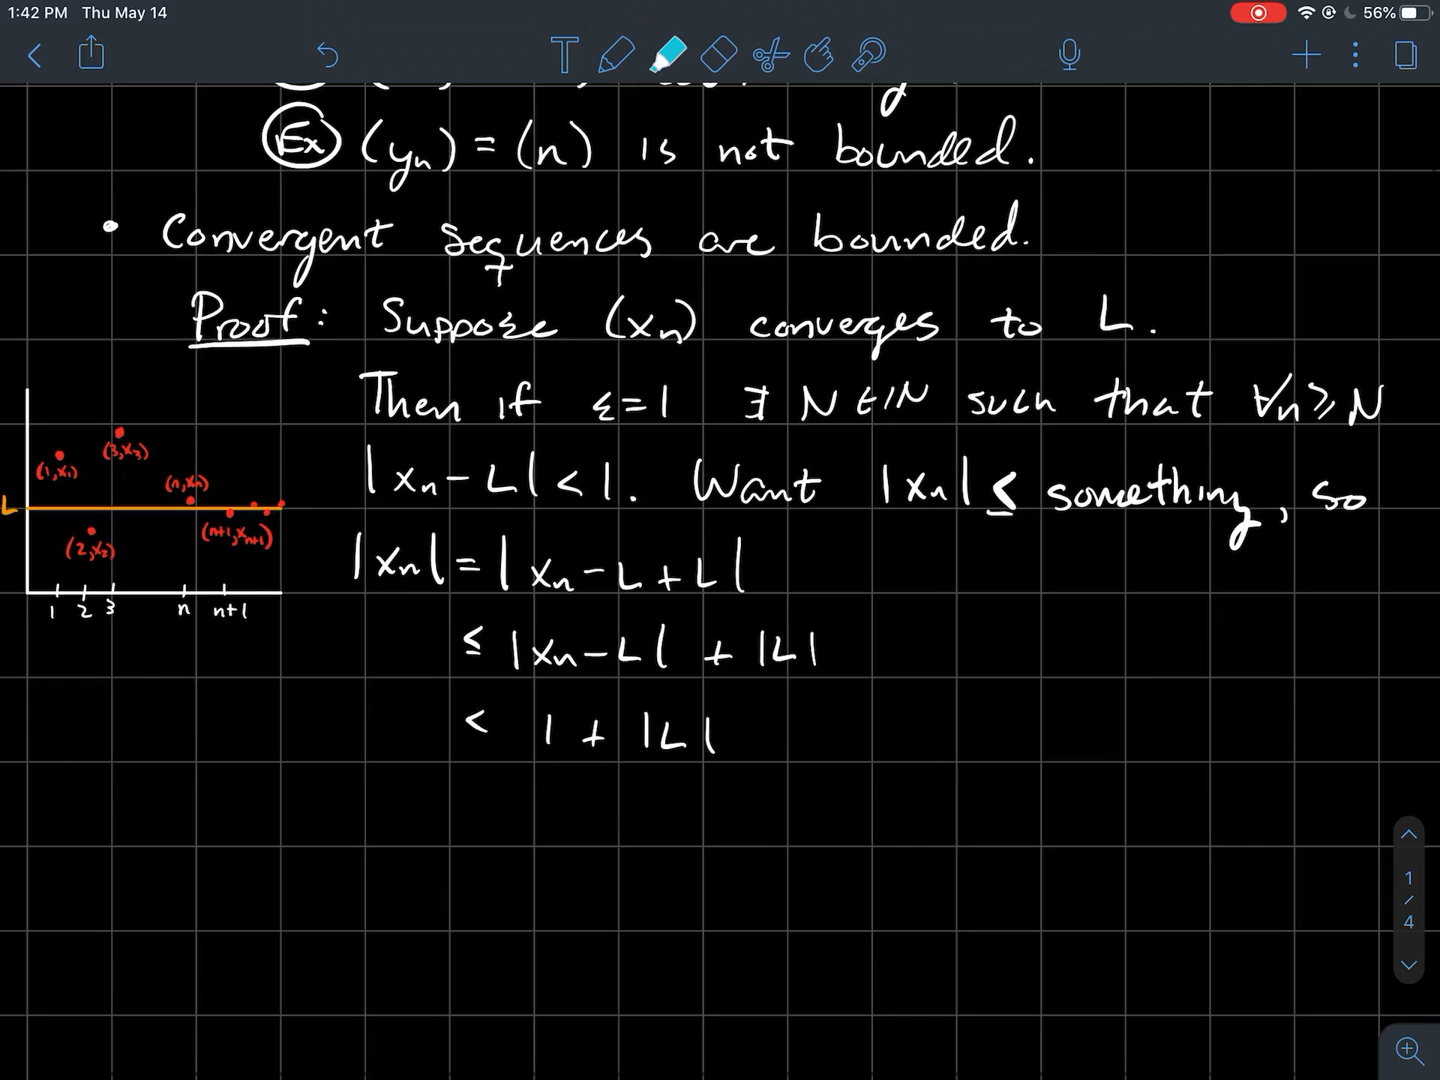 1:42 PM Thu May 14
56%
T
Ex (yₙ) = (n) is not bounded.
• Convergent sequences are bounded.
Proof: Suppose (xₙ) converges to L.
Then if ε=1 ∃ N∈ℕ such that ∀n≥N
|xₙ-L|<1. Want |xₙ| ≤ something, so
|xₙ| = |xₙ-L+L|
≤ |xₙ-L| + |L|
< 1 + |L|
(1,x₁)
(3,x₃)
(n,xₙ)
L
(2,x₂)
(n+1,xₙ₊₁)
1 2 3 n n+1
1
/
4